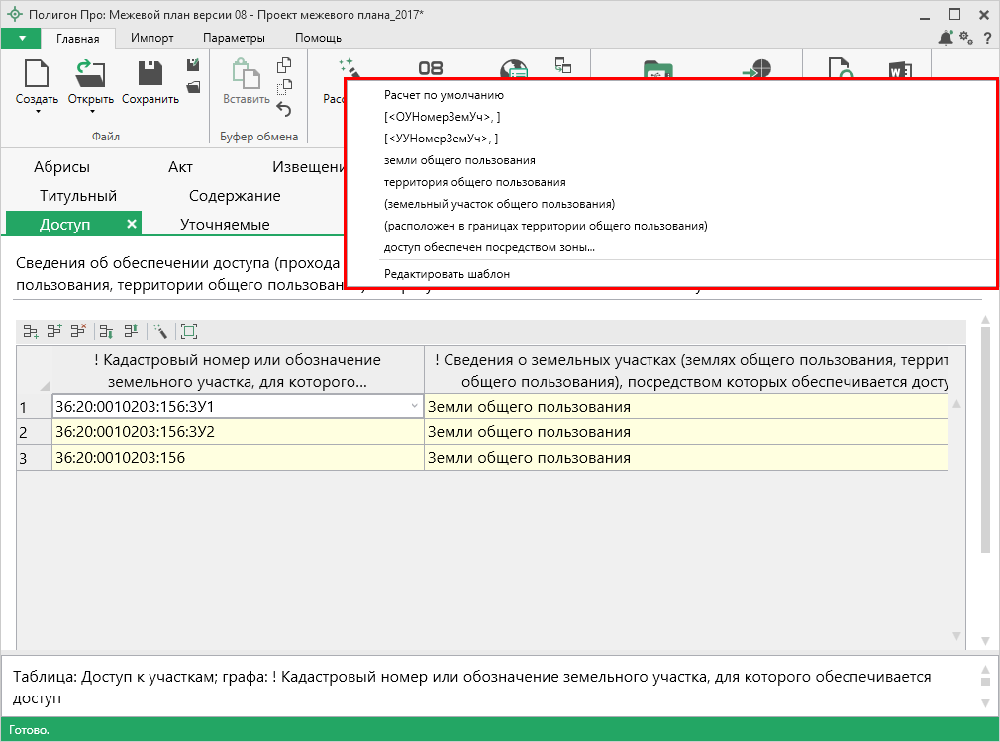 Полигон Про: Межевой план версии 08 - Проект межевого плана_2017*
Главная Импорт Параметры Помощь
08
Создать Открыть Сохранить Вставить
Файл Буфер обмена
Расчет по умолчанию
[<ОУНомерЗемУч>, ]
[<УУНомерЗемУч>, ]
земли общего пользования
территория общего пользования
(земельный участок общего пользования)
(расположен в границах территории общего пользования)
доступ обеспечен посредством зоны...
Редактировать шаблон
Абрисы Акт Извещени
Титульный Содержание
Доступ Уточняемые
Сведения об обеспечении доступа (прохода
пользования, территории общего пользован
! Кадастровый номер или обозначение
земельного участка, для которого...
! Сведения о земельных участках (землях общего пользования, террит
общего пользования), посредством которых обеспечивается досту
1 36:20:0010203:156:ЗУ1 Земли общего пользования
2 36:20:0010203:156:ЗУ2 Земли общего пользования
3 36:20:0010203:156 Земли общего пользования
Таблица: Доступ к участкам; графа: ! Кадастровый номер или обозначение земельного участка, для которого обеспечивается
доступ
Готово.